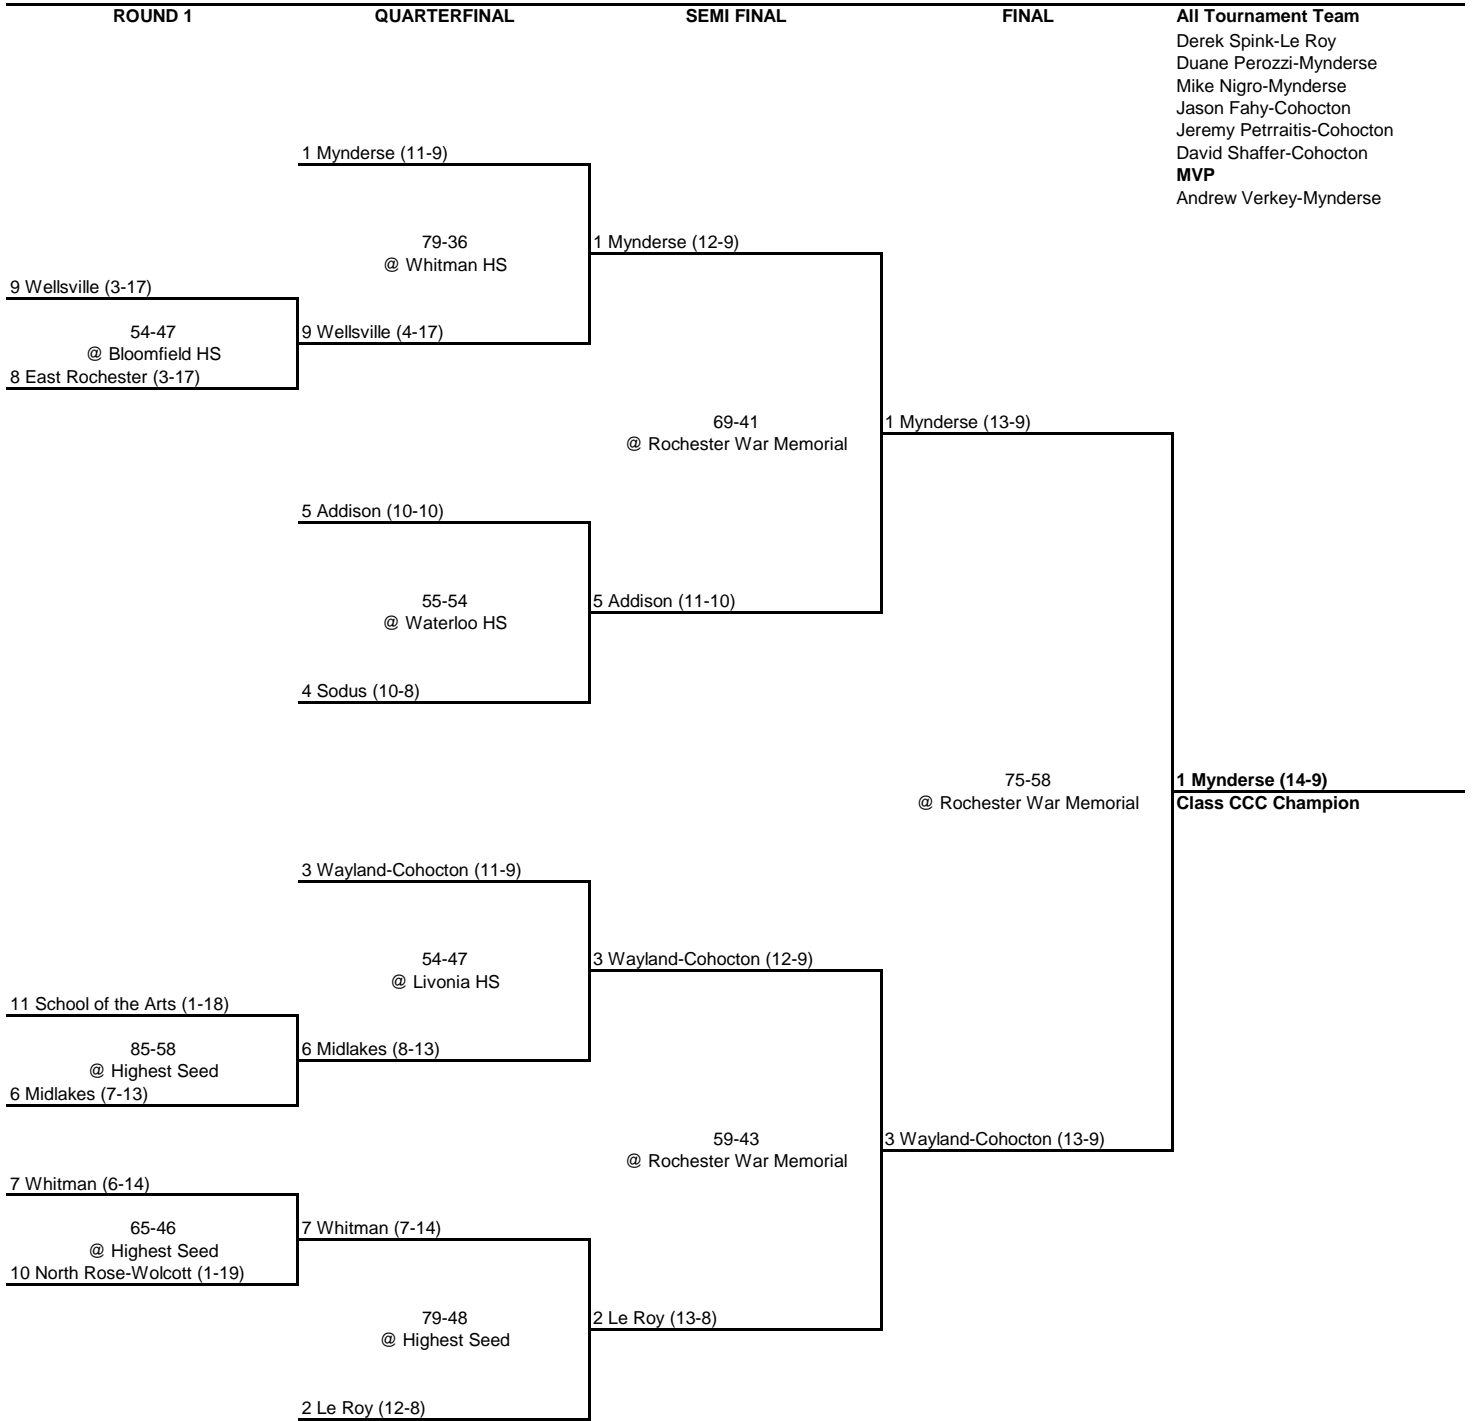 ROUND 1 QUARTERFINAL SEMI FINAL FINAL All Tournament Team
Derek Spink-Le Roy
Duane Perozzi-Mynderse
Mike Nigro-Mynderse
Jason Fahy-Cohocton
Jeremy Petrraitis-Cohocton
David Shaffer-Cohocton
MVP
Andrew Verkey-Mynderse
1 Mynderse (11-9)
79-36
@ Whitman HS
1 Mynderse (12-9)
9 Wellsville (3-17)
54-47
@ Bloomfield HS
8 East Rochester (3-17)
9 Wellsville (4-17)
69-41
@ Rochester War Memorial
1 Mynderse (13-9)
5 Addison (10-10)
55-54
@ Waterloo HS
5 Addison (11-10)
4 Sodus (10-8)
75-58
@ Rochester War Memorial
1 Mynderse (14-9)
Class CCC Champion
3 Wayland-Cohocton (11-9)
54-47
@ Livonia HS
3 Wayland-Cohocton (12-9)
11 School of the Arts (1-18)
85-58
@ Highest Seed
6 Midlakes (7-13)
6 Midlakes (8-13)
59-43
@ Rochester War Memorial
3 Wayland-Cohocton (13-9)
7 Whitman (6-14)
65-46
@ Highest Seed
10 North Rose-Wolcott (1-19)
7 Whitman (7-14)
79-48
@ Highest Seed
2 Le Roy (13-8)
2 Le Roy (12-8)